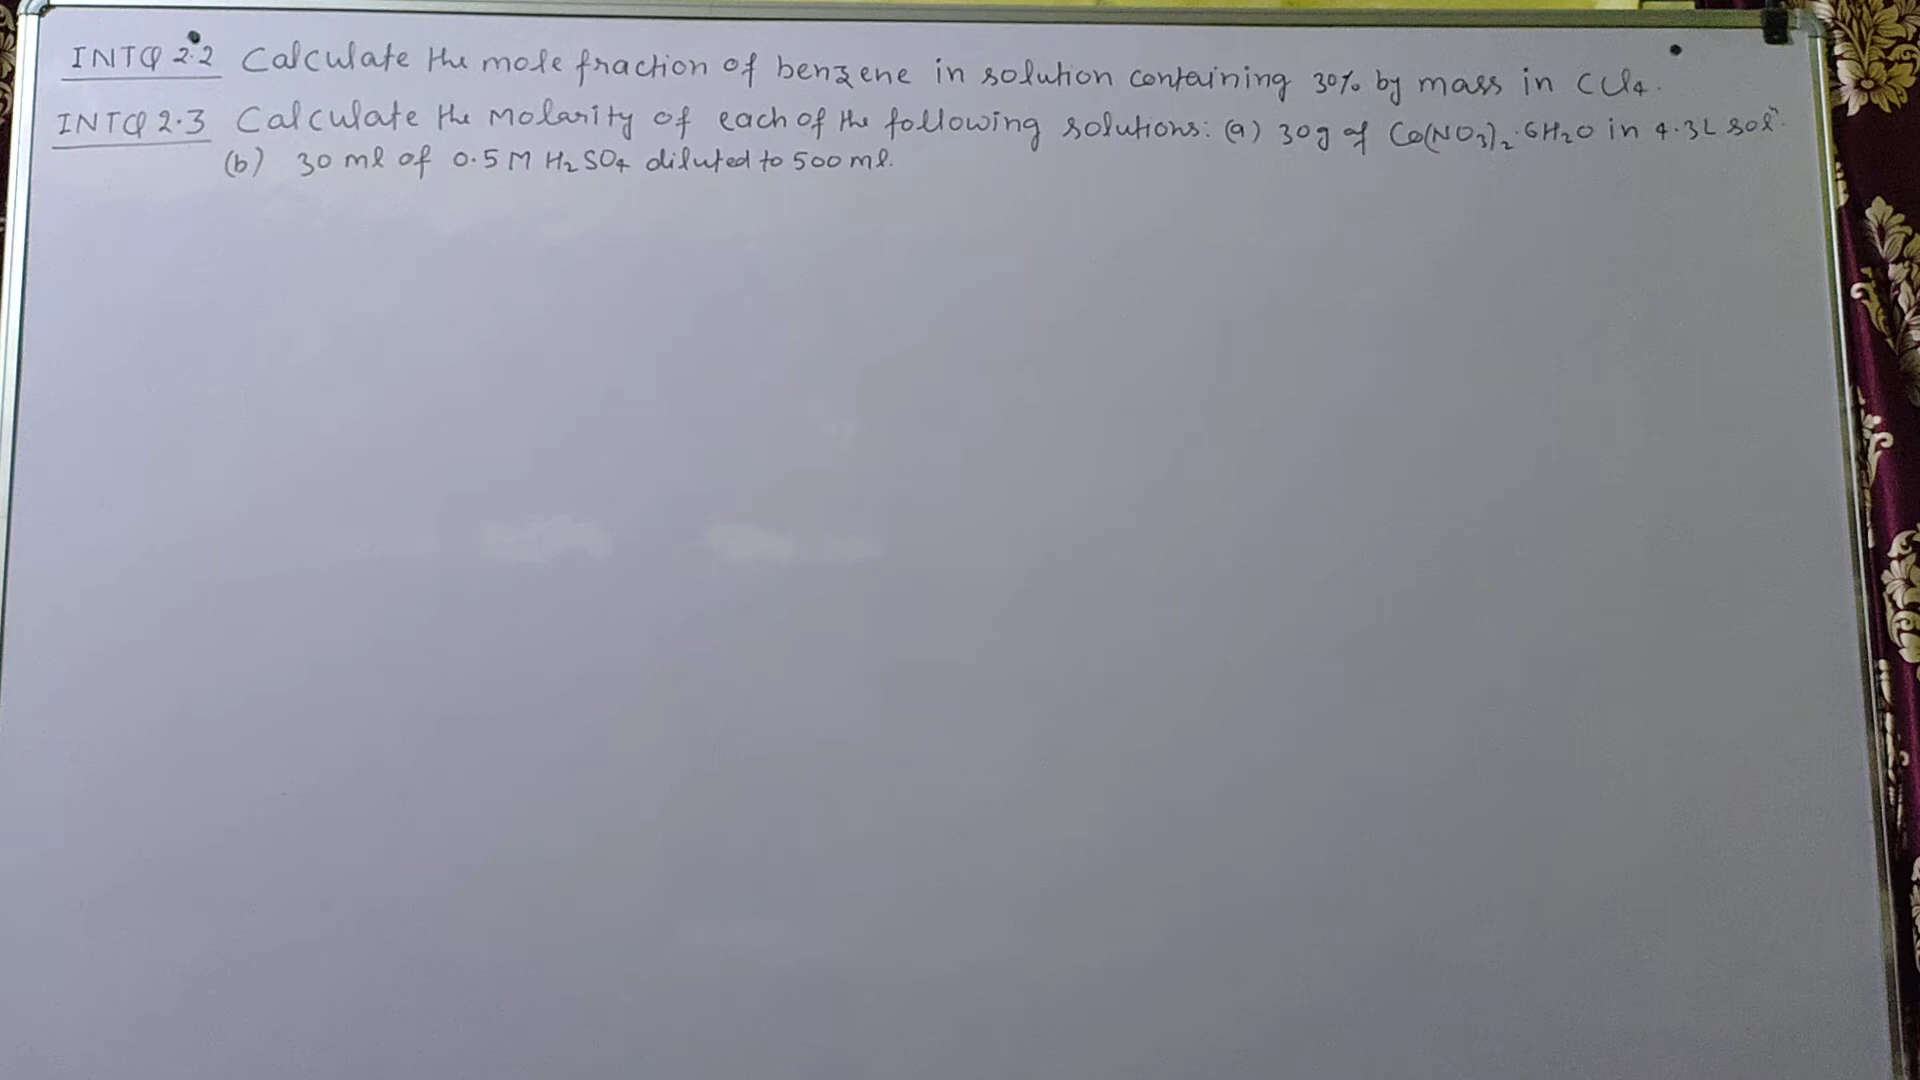 INTQ 2.2 Calculate the mole fraction of benzene in solution containing 30% by mass in CCl4.
INTQ 2.3 Calculate the Molarity of each of the following solutions: (a) 30g of Co(NO3)2·6H2O in 4.3L solⁿ.
(b) 30 ml of 0.5 M H2SO4 diluted to 500 ml.